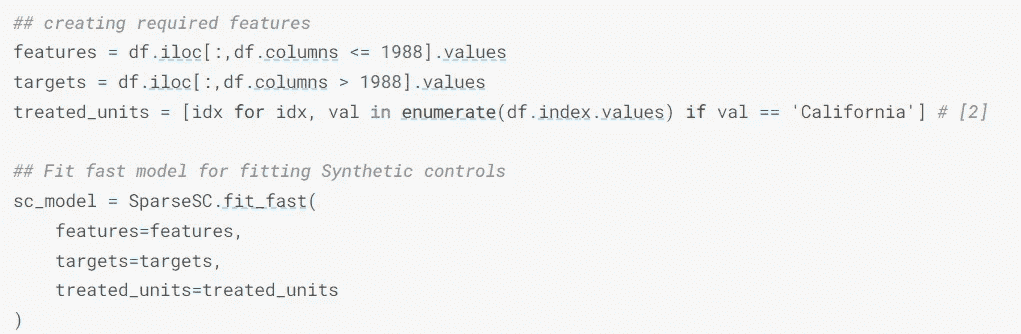 ## creating required features
features = df.iloc[:,df.columns <= 1988].values
targets = df.iloc[:,df.columns > 1988].values
treated_units = [idx for idx, val in enumerate(df.index.values) if val == 'California'] # [2]

## Fit fast model for fitting Synthetic controls
sc_model = SparseSC.fit_fast(
    features=features,
    targets=targets,
    treated_units=treated_units
)